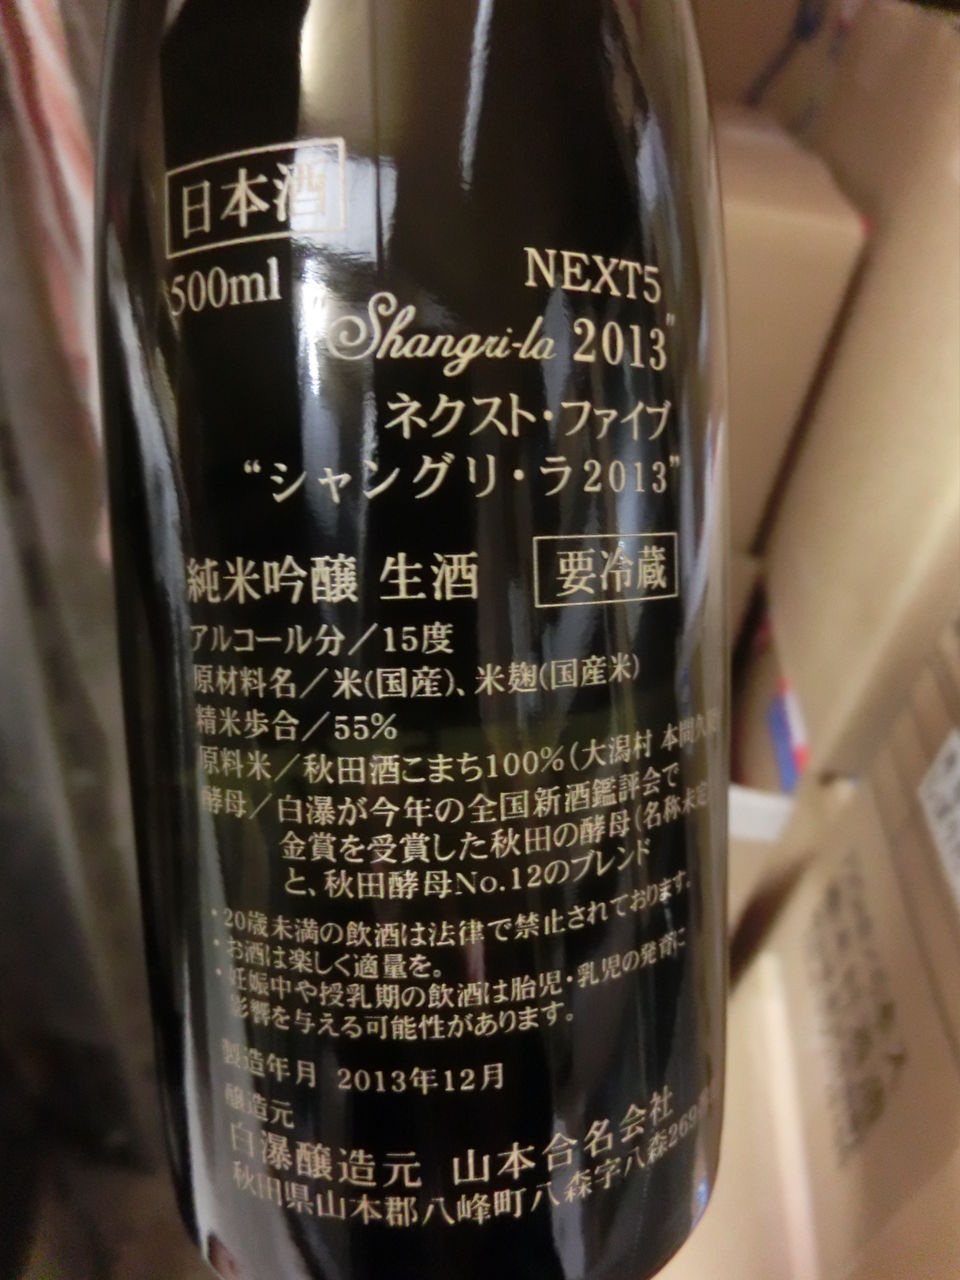 日本酒
500ml
NEXT5
"Shangri-la 2013"
ネクスト・ファイブ
“シャングリ・ラ2013”
純米吟醸 生酒 要冷蔵
アルコール分／15度
原材料名／米(国産)、米麹(国産米)
精米歩合／55%
原料米／秋田酒こまち100%(大潟村 本間
酵母／白瀑が今年の全国新酒鑑評会で
金賞を受賞した秋田の酵母(名称未定
と、秋田酵母No.12のブレンド
・20歳未満の飲酒は法律で禁止されております。
・お酒は楽しく適量を。
・妊娠中や授乳期の飲酒は胎児・乳児の発育に
影響を与える可能性があります。
製造年月 2013年12月
醸造元
白瀑醸造元 山本合名会社
秋田県山本郡八峰町八森字八森269